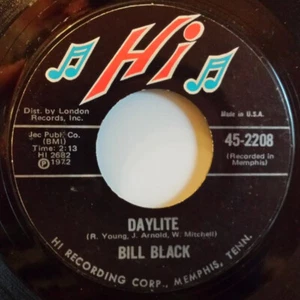 Hi
Dist. by London
Records, Inc.
Made in U.S.A.
Jec Publ. Co.
(BMI)
Time: 2:13
HI 2682
℗ 1972
45-2208
(Recorded in
Memphis)
DAYLITE
(R. Young, J. Arnold, W. Mitchell)
BILL BLACK
HI RECORDING CORP., MEMPHIS, TENN.